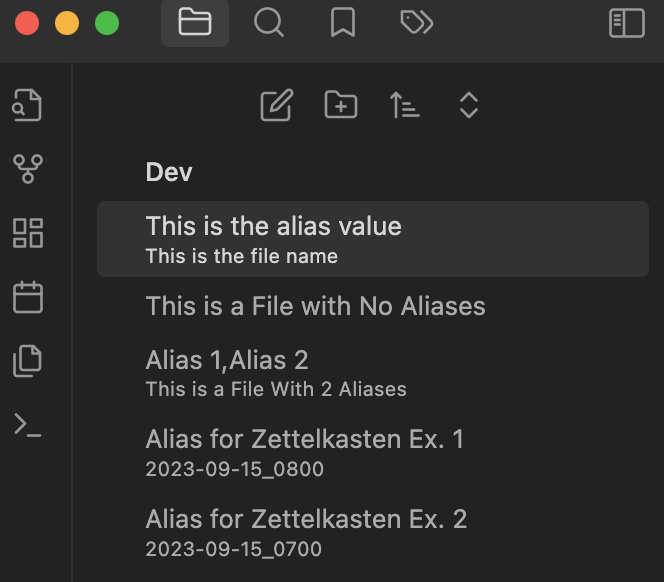 Dev
This is the alias value
This is the file name
This is a File with No Aliases
Alias 1,Alias 2
This is a File With 2 Aliases
Alias for Zettelkasten Ex. 1
2023-09-15_0800
Alias for Zettelkasten Ex. 2
2023-09-15_0700